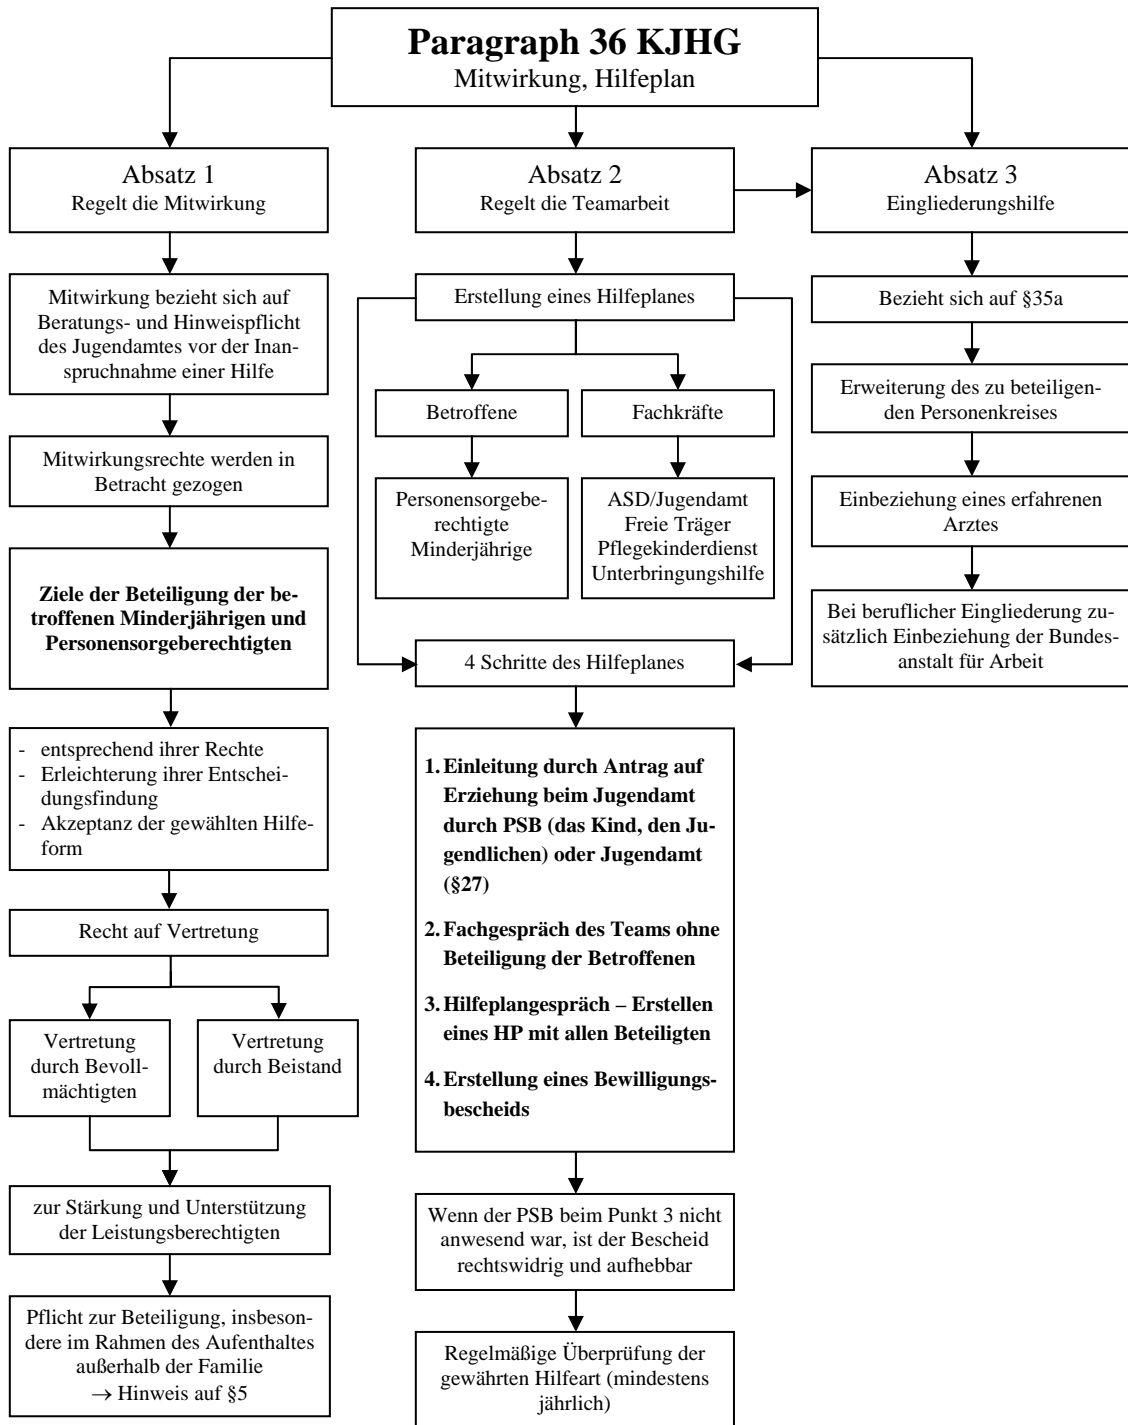 Paragraph 36 KJHG
Mitwirkung, Hilfeplan
Absatz 1
Regelt die Mitwirkung
Mitwirkung bezieht sich auf
Beratungs- und Hinweispflicht
des Jugendamtes vor der Inan-
spruchnahme einer Hilfe
Mitwirkungsrechte werden in
Betracht gezogen
Ziele der Beteiligung der be-
troffenen Minderjährigen und
Personensorgeberechtigten
- entsprechend ihrer Rechte
- Erleichterung ihrer Entschei-
dungsfindung
- Akzeptanz der gewählten Hilfe-
form
Recht auf Vertretung
Vertretung
durch Bevoll-
mächtigten
Vertretung
durch Beistand
zur Stärkung und Unterstützung
der Leistungsberechtigten
Pflicht zur Beteiligung, insbeson-
dere im Rahmen des Aufenthaltes
außerhalb der Familie
→ Hinweis auf §5
Absatz 2
Regelt die Teamarbeit
Erstellung eines Hilfeplanes
Betroffene
Fachkräfte
Personensorgebe-
rechtigte
Minderjährige
ASD/Jugendamt
Freie Träger
Pflegekinderdienst
Unterbringungshilfe
4 Schritte des Hilfeplanes
1. Einleitung durch Antrag auf
Erziehung beim Jugendamt
durch PSB (das Kind, den Ju-
gendlichen) oder Jugendamt
(§27)
2. Fachgespräch des Teams ohne
Beteiligung der Betroffenen
3. Hilfeplangespräch – Erstellen
eines HP mit allen Beteiligten
4. Erstellung eines Bewilligungs-
bescheids
Wenn der PSB beim Punkt 3 nicht
anwesend war, ist der Bescheid
rechtswidrig und aufhebbar
Regelmäßige Überprüfung der
gewährten Hilfeart (mindestens
jährlich)
Absatz 3
Eingliederungshilfe
Bezieht sich auf §35a
Erweiterung des zu beteiligen-
den Personenkreises
Einbeziehung eines erfahrenen
Arztes
Bei beruflicher Eingliederung zu-
sätzlich Einbeziehung der Bundes-
anstalt für Arbeit